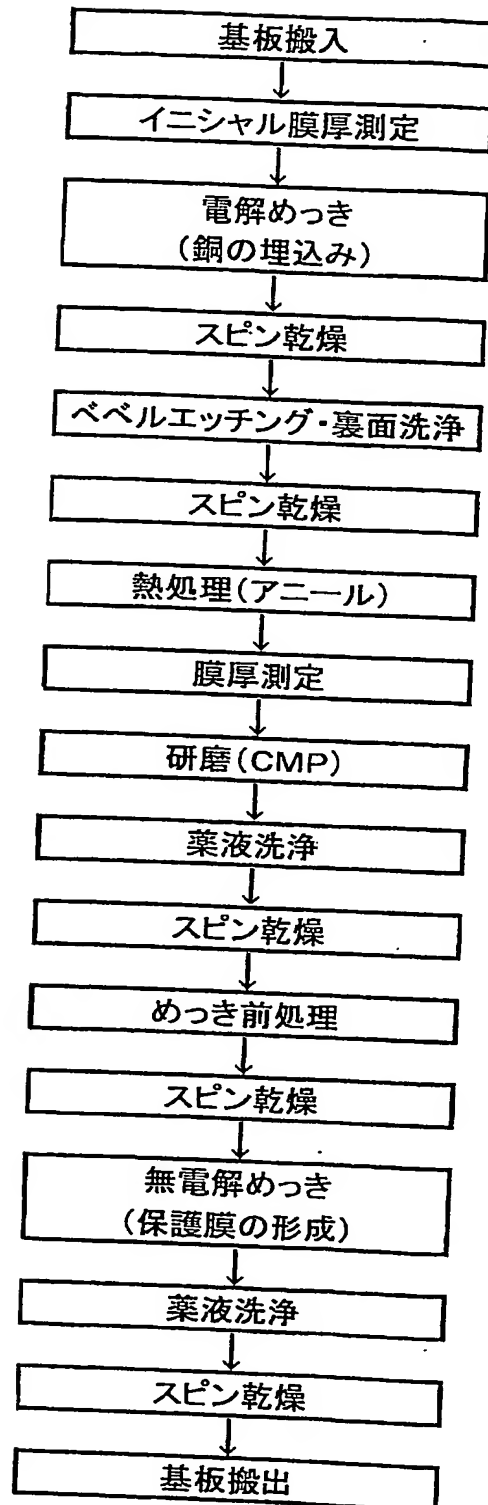 基板搬入
イニシャル膜厚測定
電解めっき
(銅の埋込み)
スピン乾燥
ベベルエッチング・裏面洗浄
スピン乾燥
熱処理(アニール)
膜厚測定
研磨(CMP)
薬液洗浄
スピン乾燥
めっき前処理
スピン乾燥
無電解めっき
(保護膜の形成)
薬液洗浄
スピン乾燥
基板搬出